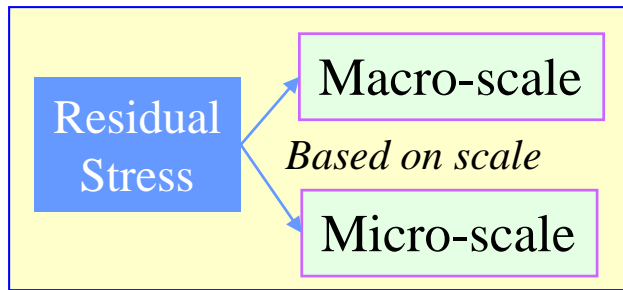 Macro-scale
Residual
Stress
Based on scale
Micro-scale